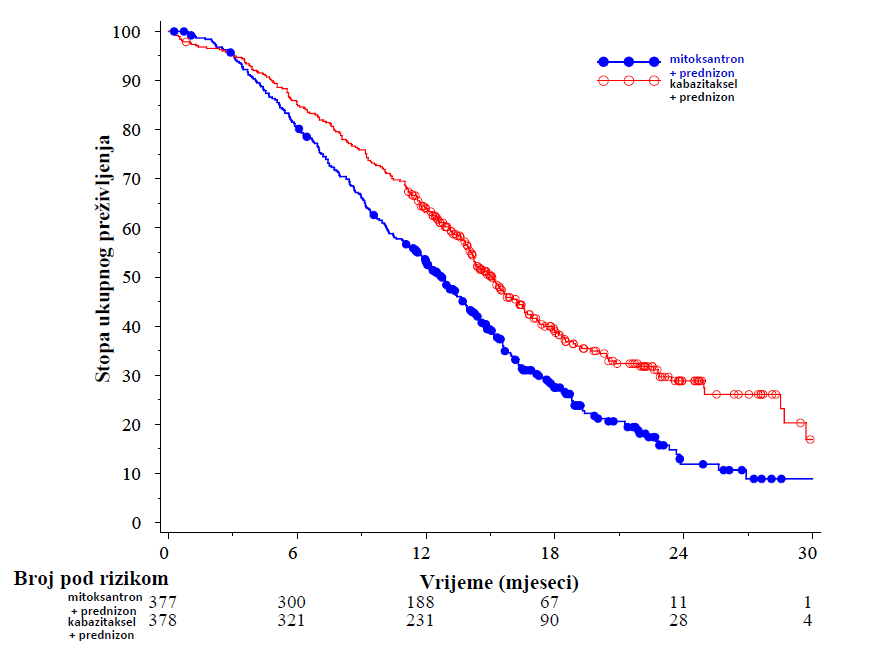 100
90
80
70
60
50
40
30
20
10
0
Stopa ukupnog preživljenja
mitoksantron
+ prednizon
kabazitaksel
+ prednizon
0 6 12 18 24 30
Vrijeme (mjeseci)
Broj pod rizikom
mitoksantron
+ prednizon
377 300 188 67 11 1
kabazitaksel
+ prednizon
378 321 231 90 28 4